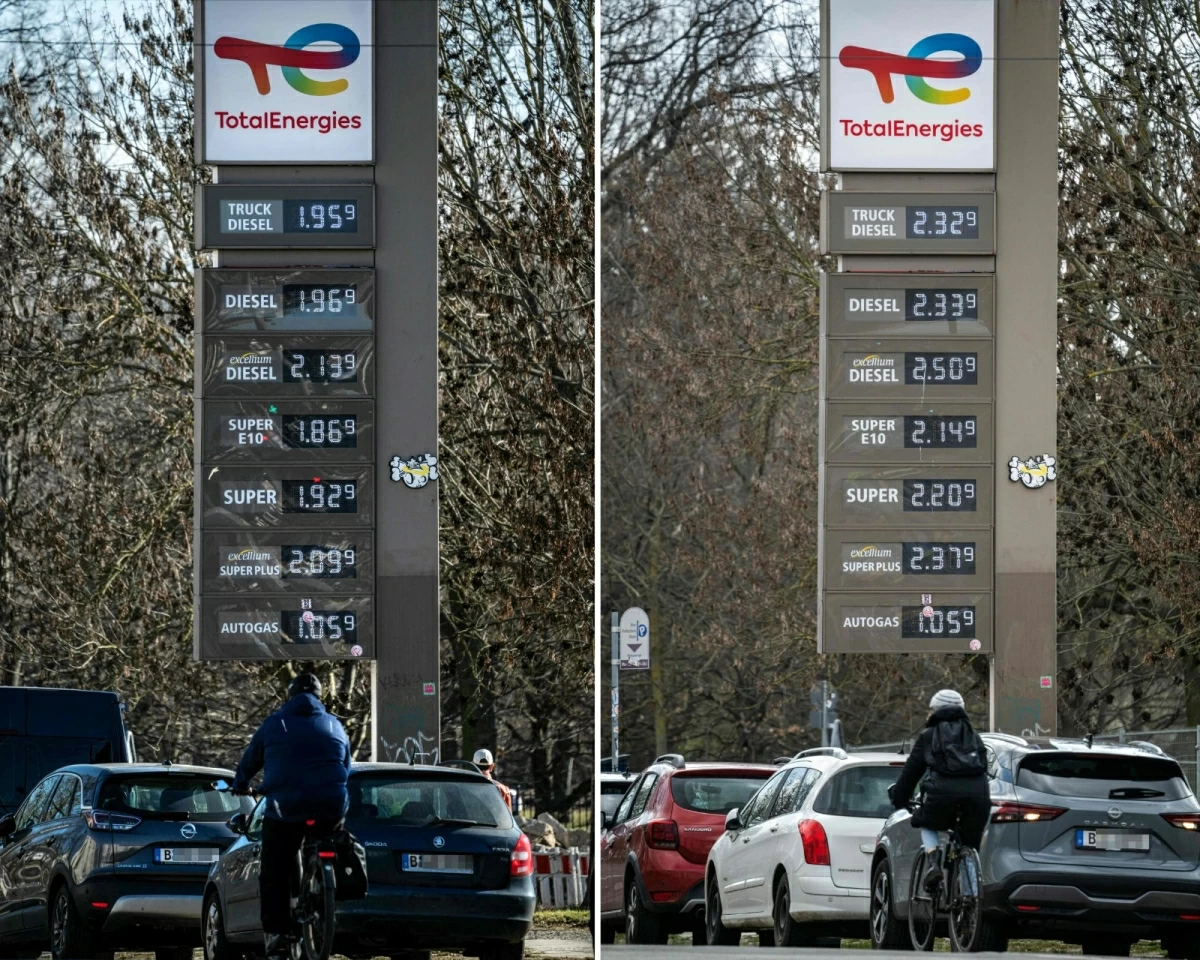 TotalEnergies
TRUCK
DIESEL 1.959
DIESEL 1.969
excellium
DIESEL 2.139
SUPER
E10 1.869
SUPER 1.929
excellium
SUPER PLUS 2.099
AUTOGAS 1.059
ŠKODA
B
B
TotalEnergies
TRUCK
DIESEL 2.329
DIESEL 2.339
excellium
DIESEL 2.509
SUPER
E10 2.149
SUPER 2.209
excellium
SUPER PLUS 2.379
AUTOGAS 1.059
P
SANDERO
B